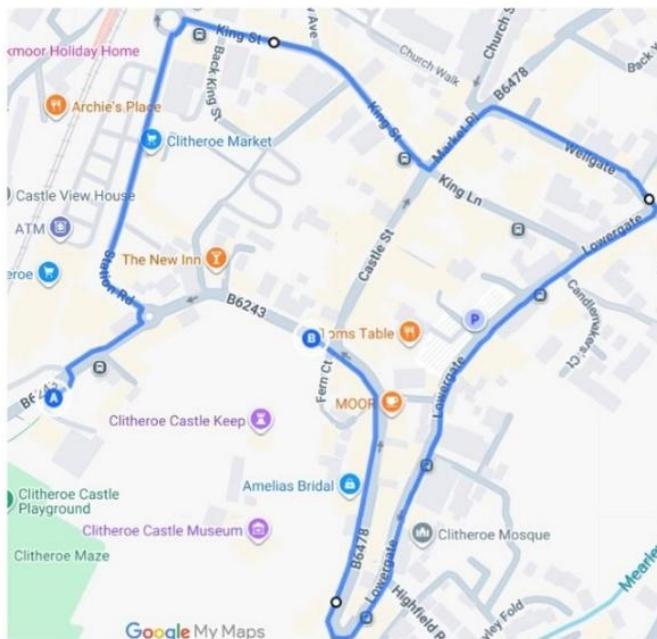 King St
Church St
ʞmoor Holiday Home
Church Walk
B6478
Back King St
Archie's Place
King St
Market Pl
Clitheroe Market
Wellgate
Castle View House
King Ln
Lowergate
ATM
Castle St
The New Inn
Station Rd
B6243
Candlemakers' Ct
P
B
oms Table
Lowergate
Fern Ct
B6243
A
MOOR
Clitheroe Castle Keep
Amelias Bridal
Clitheroe Castle
Playground
Clitheroe Castle Museum
Clitheroe Mosque
B6478
Clitheroe Maze
Lowergate
Mearley
Highfield
Google My Maps